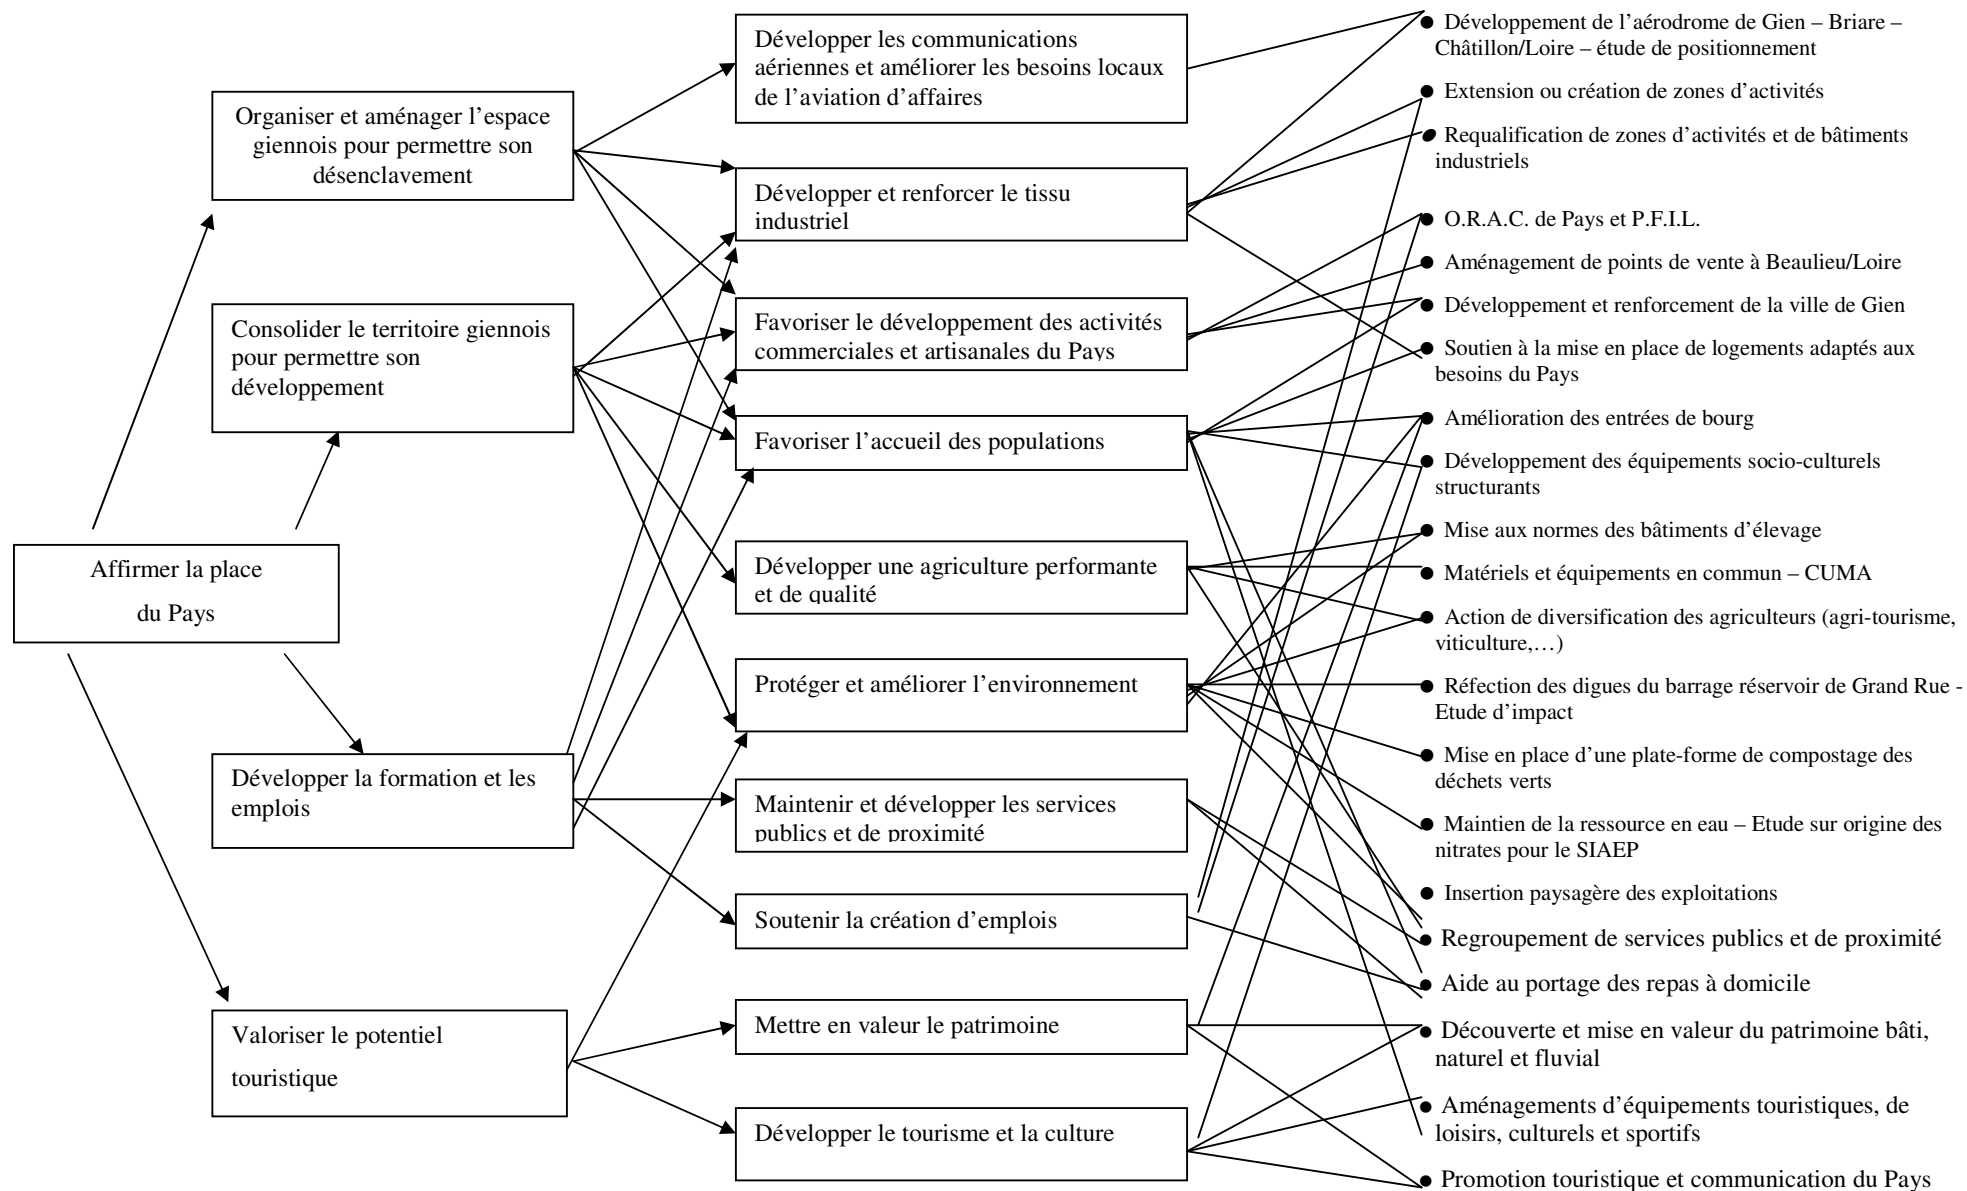 Affirmer la place
du Pays
Organiser et aménager l’espace
giennois pour permettre son
désenclavement
Consolider le territoire giennois
pour permettre son
développement
Développer la formation et les
emplois
Valoriser le potentiel
touristique
Développer les communications
aériennes et améliorer les besoins locaux
de l’aviation d’affaires
Développer et renforcer le tissu
industriel
Favoriser le développement des activités
commerciales et artisanales du Pays
Favoriser l’accueil des populations
Développer une agriculture performante
et de qualité
Protéger et améliorer l’environnement
Maintenir et développer les services
publics et de proximité
Soutenir la création d’emplois
Mettre en valeur le patrimoine
Développer le tourisme et la culture
● Développement de l’aérodrome de Gien – Briare –
Châtillon/Loire – étude de positionnement
● Extension ou création de zones d’activités
● Requalification de zones d’activités et de bâtiments
industriels
● O.R.A.C. de Pays et P.F.I.L.
● Aménagement de points de vente à Beaulieu/Loire
● Développement et renforcement de la ville de Gien
● Soutien à la mise en place de logements adaptés aux
besoins du Pays
● Amélioration des entrées de bourg
● Développement des équipements socio-culturels
structurants
● Mise aux normes des bâtiments d’élevage
● Matériels et équipements en commun – CUMA
● Action de diversification des agriculteurs (agri-tourisme,
viticulture,…)
● Réfection des digues du barrage réservoir de Grand Rue -
Etude d’impact
● Mise en place d’une plate-forme de compostage des
déchets verts
● Maintien de la ressource en eau – Etude sur origine des
nitrates pour le SIAEP
● Insertion paysagère des exploitations
● Regroupement de services publics et de proximité
● Aide au portage des repas à domicile
● Découverte et mise en valeur du patrimoine bâti,
naturel et fluvial
● Aménagements d’équipements touristiques, de
loisirs, culturels et sportifs
● Promotion touristique et communication du Pays